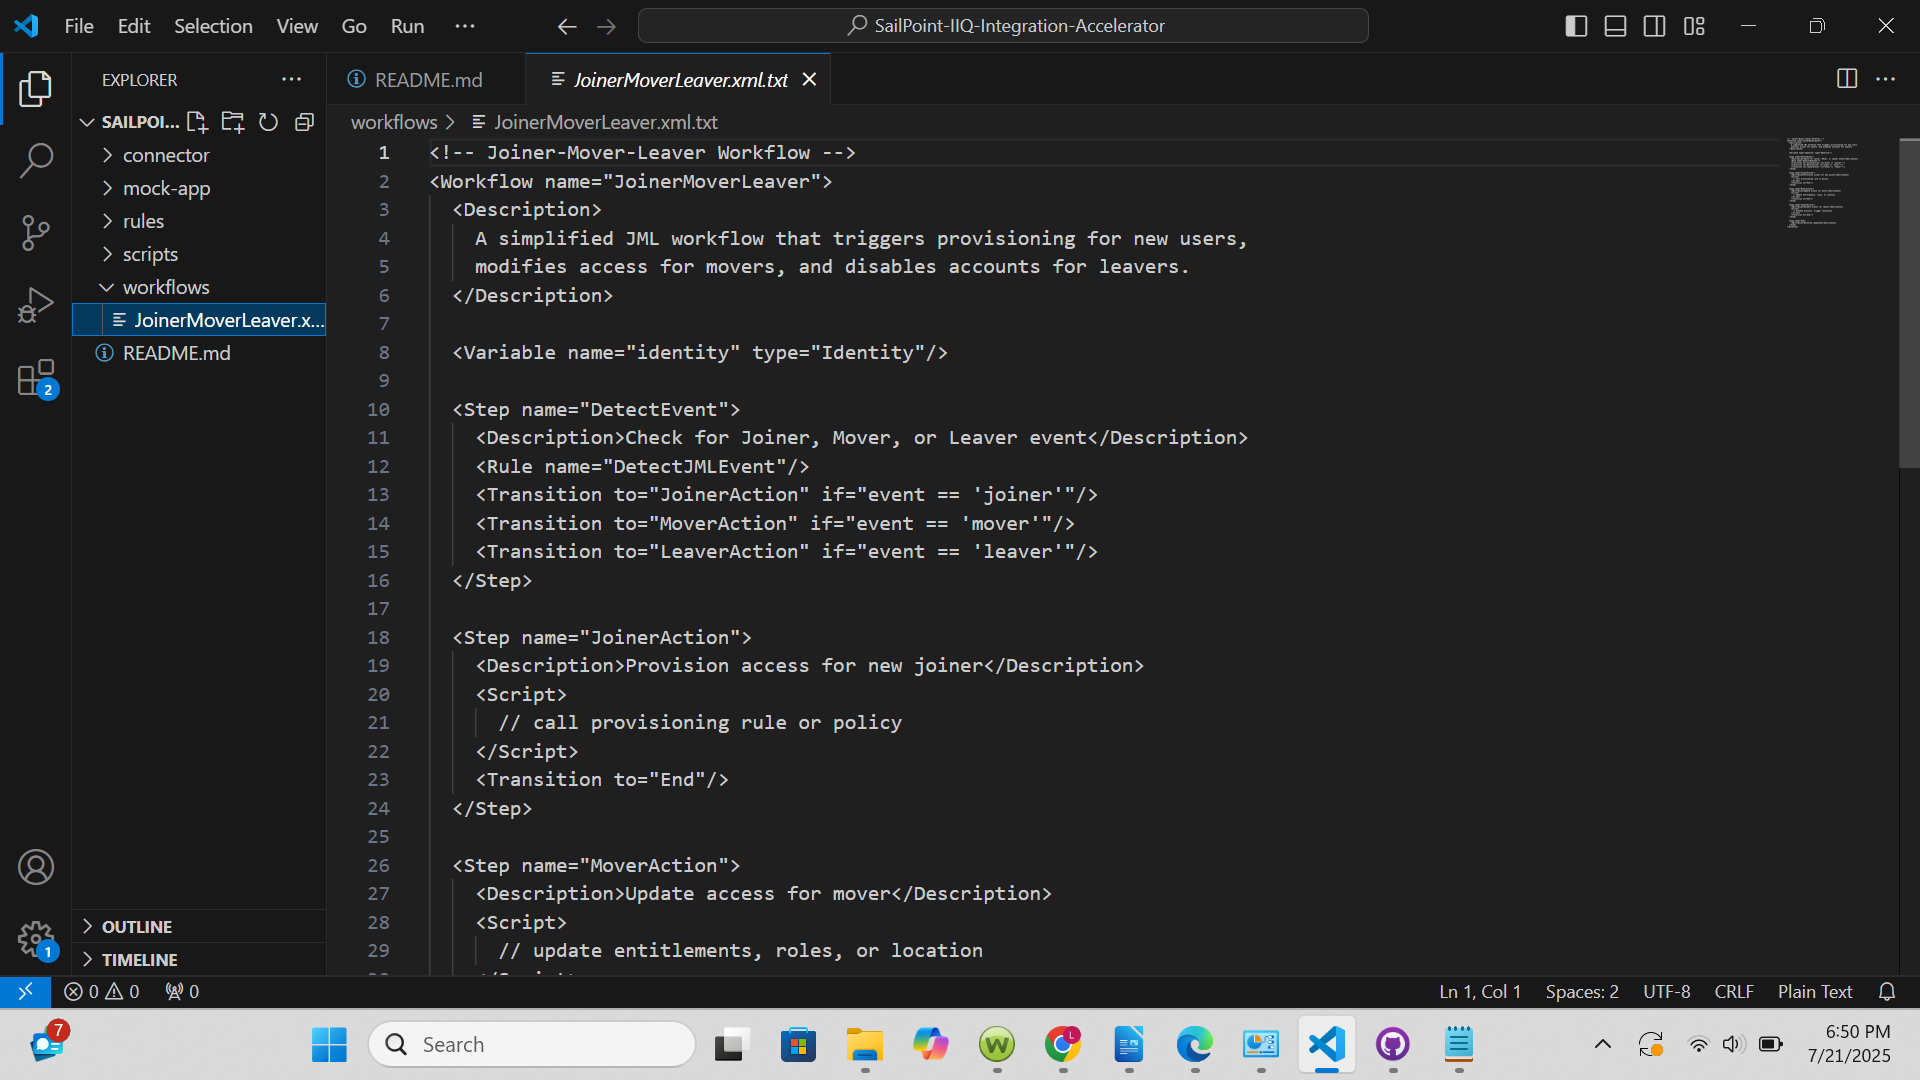 File Edit Selection View Go Run ··· SailPoint-IIQ-Integration-Accelerator
EXPLORER ···
README.md JoinerMoverLeaver.xml.txt ···
SAILPOI...
connector
mock-app
rules
scripts
workflows
JoinerMoverLeaver.x...
README.md
OUTLINE
TIMELINE
workflows > JoinerMoverLeaver.xml.txt
1 <!-- Joiner-Mover-Leaver Workflow -->
2 <Workflow name="JoinerMoverLeaver">
3 <Description>
4 A simplified JML workflow that triggers provisioning for new users,
5 modifies access for movers, and disables accounts for leavers.
6 </Description>
7
8 <Variable name="identity" type="Identity"/>
9
10 <Step name="DetectEvent">
11 <Description>Check for Joiner, Mover, or Leaver event</Description>
12 <Rule name="DetectJMLEvent"/>
13 <Transition to="JoinerAction" if="event == 'joiner'"/>
14 <Transition to="MoverAction" if="event == 'mover'"/>
15 <Transition to="LeaverAction" if="event == 'leaver'"/>
16 </Step>
17
18 <Step name="JoinerAction">
19 <Description>Provision access for new joiner</Description>
20 <Script>
21 // call provisioning rule or policy
22 </Script>
23 <Transition to="End"/>
24 </Step>
25
26 <Step name="MoverAction">
27 <Description>Update access for mover</Description>
28 <Script>
29 // update entitlements, roles, or location
2
1
0 0 0 Ln 1, Col 1 Spaces: 2 UTF-8 CRLF Plain Text
7 Search W L 6:50 PM
7/21/2025